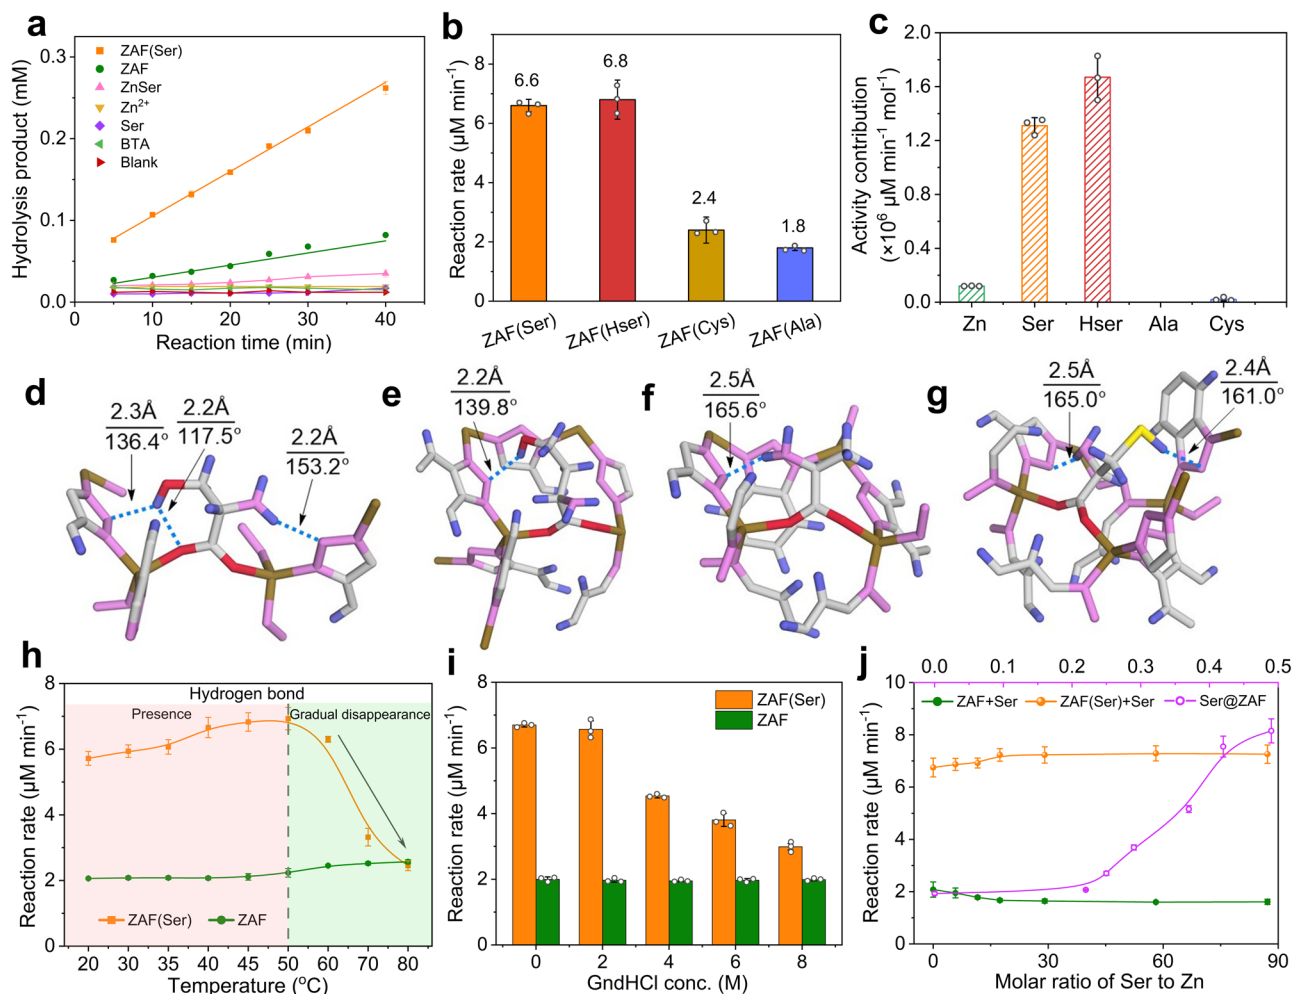 a
Hydrolysis product (mM)
0.3
0.2
0.1
0.0
ZAF(Ser)
ZAF
ZnSer
Zn²⁺
Ser
BTA
Blank
0
10
20
30
40
Reaction time (min)
b
Reaction rate (µM min⁻¹)
8
6
4
2
0
6.6
6.8
2.4
1.8
ZAF(Ser)
ZAF(Hser)
ZAF(Cys)
ZAF(Ala)
c
Activity contribution
(×10⁶ µM min⁻¹ mol⁻¹)
2.0
1.6
1.2
0.8
0.4
0.0
Zn
Ser
Hser
Ala
Cys
d
2.3Å
136.4°
2.2Å
117.5°
2.2Å
153.2°
e
2.2Å
139.8°
f
2.5Å
165.6°
g
2.5Å
165.0°
2.4Å
161.0°
h
Reaction rate (µM min⁻¹)
8
6
4
2
0
Hydrogen bond
Presence
Gradual disappearance
ZAF(Ser)
ZAF
20
30
35
40
45
50
60
70
80
Temperature (°C)
i
Reaction rate (µM min⁻¹)
8
6
4
2
0
ZAF(Ser)
ZAF
0
2
4
6
8
GndHCl conc. (M)
j
0.0
0.1
0.2
0.3
0.4
0.5
Reaction rate (µM min⁻¹)
10
8
6
4
2
0
ZAF+Ser
ZAF(Ser)+Ser
Ser@ZAF
0
30
60
90
Molar ratio of Ser to Zn